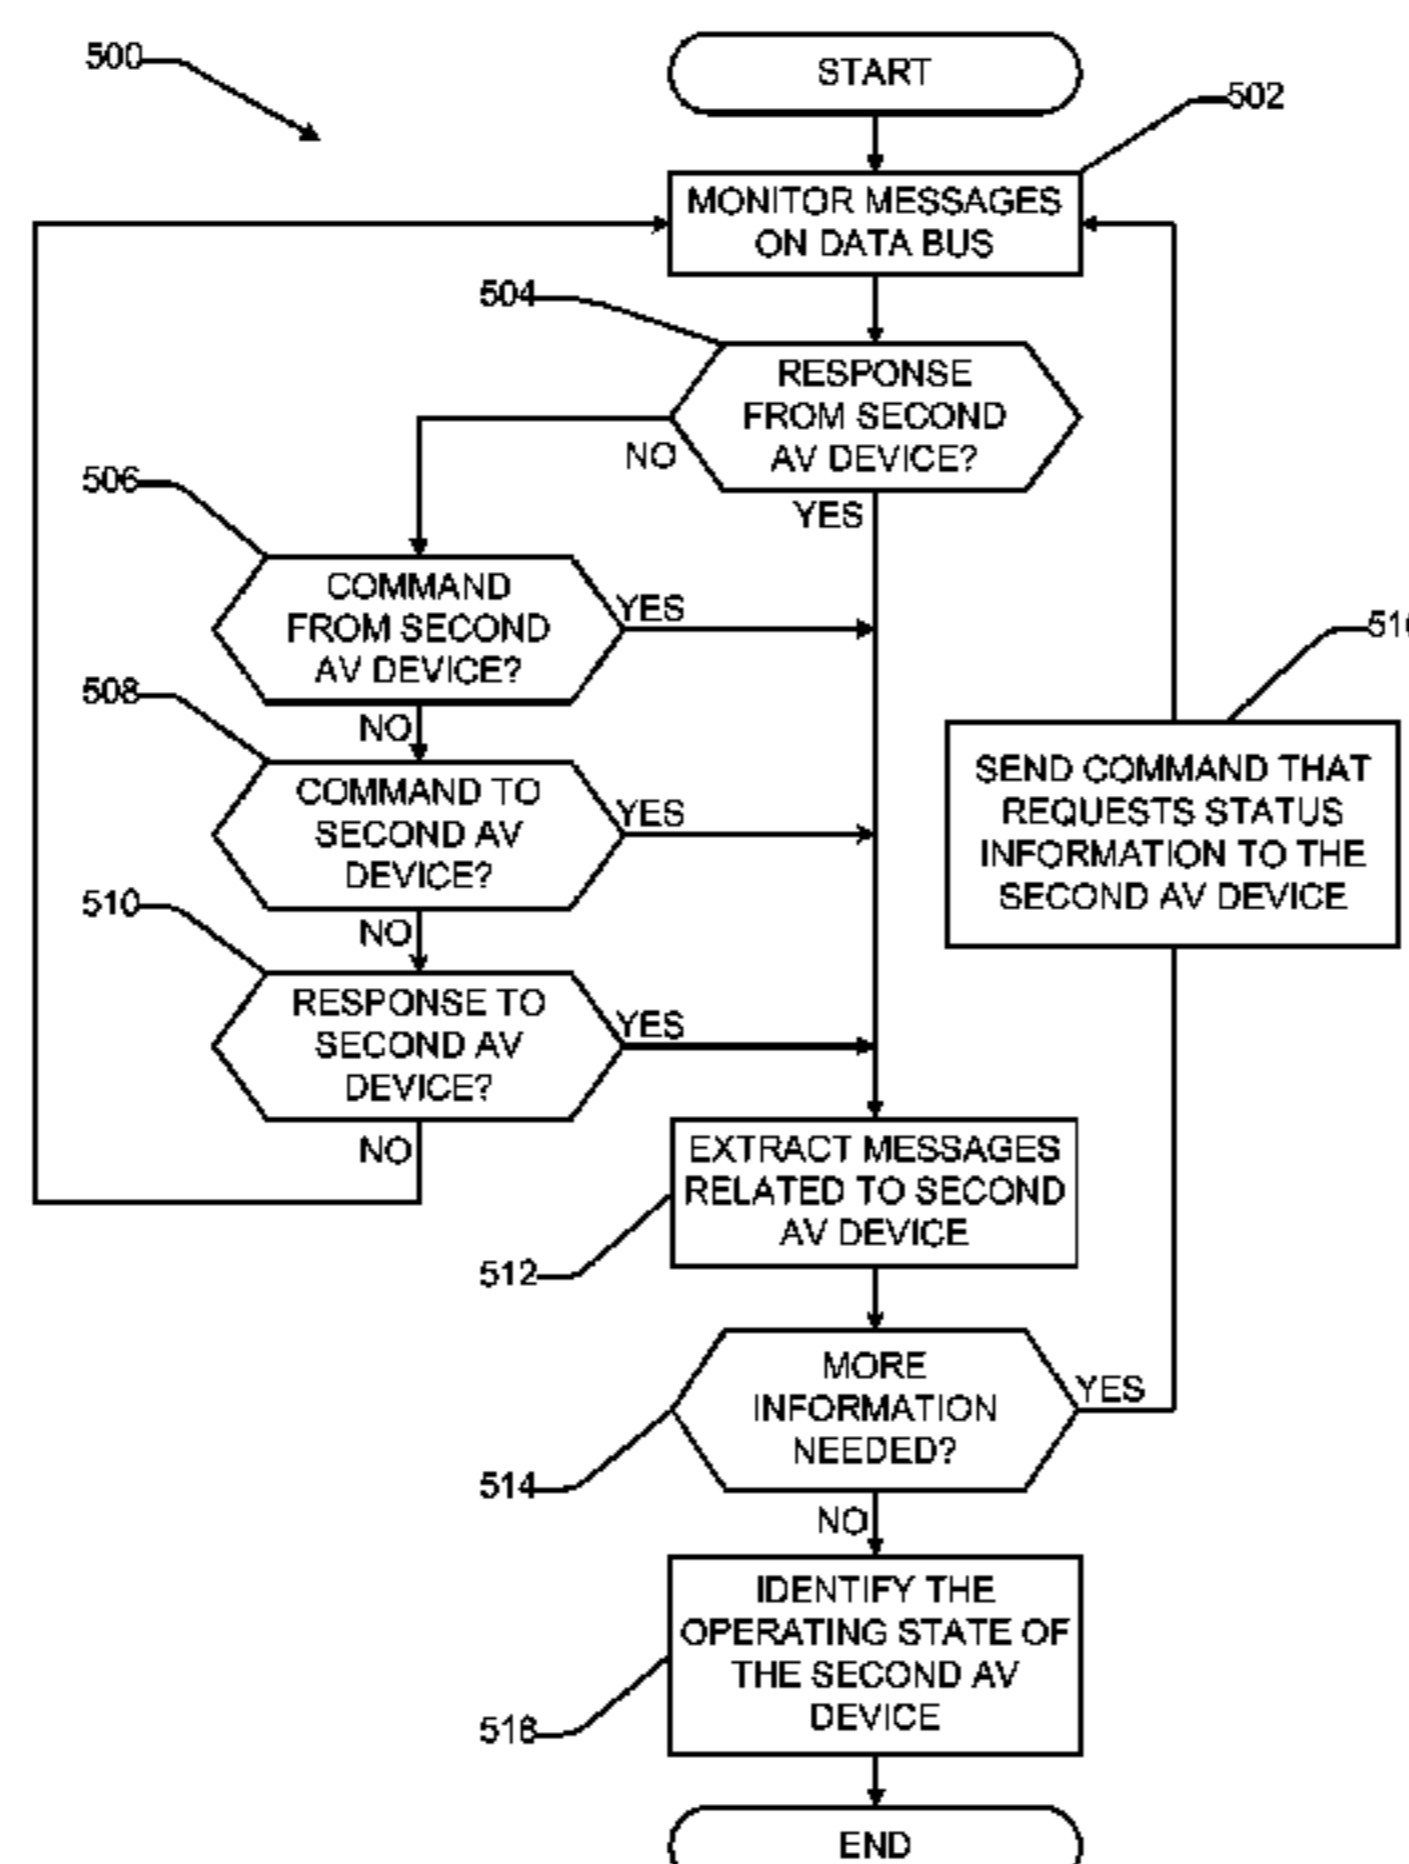 500
START
502
MONITOR MESSAGES
ON DATA BUS
504
RESPONSE
FROM SECOND
AV DEVICE?
NO
YES
506
COMMAND
FROM SECOND
AV DEVICE?
YES
NO
508
COMMAND TO
SECOND AV
DEVICE?
YES
NO
510
RESPONSE TO
SECOND AV
DEVICE?
YES
NO
SEND COMMAND THAT
REQUESTS STATUS
INFORMATION TO THE
SECOND AV DEVICE
EXTRACT MESSAGES
RELATED TO SECOND
AV DEVICE
512
MORE
INFORMATION
NEEDED?
YES
514
NO
IDENTIFY THE
OPERATING STATE OF
THE SECOND AV
DEVICE
518
END